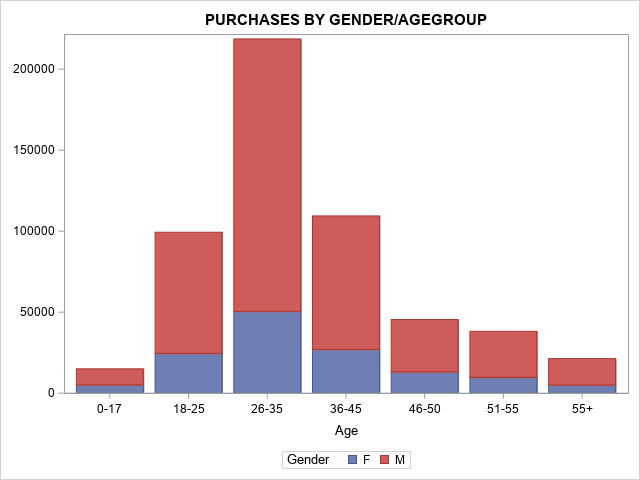 PURCHASES BY GENDER/AGEGROUP
200000
150000
100000
50000
0
0-17 18-25 26-35 36-45 46-50 51-55 55+
Age
Gender F M